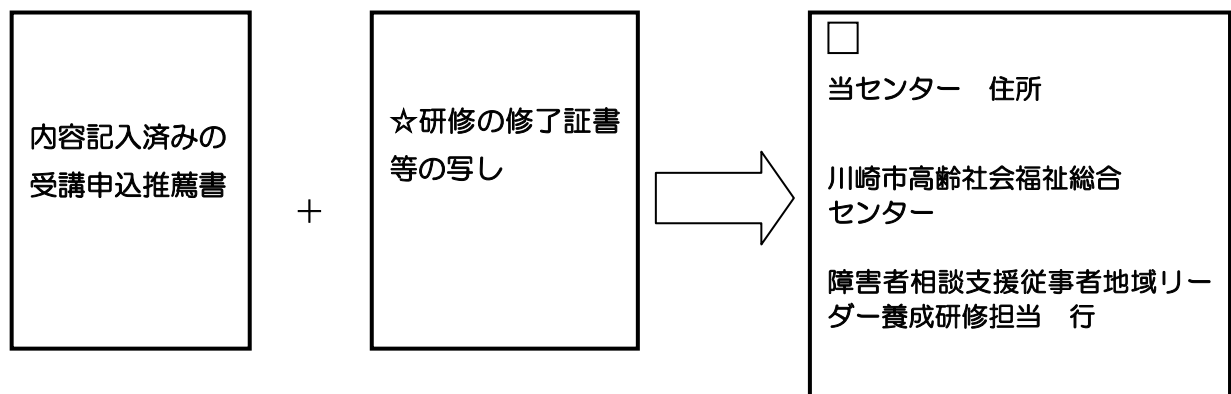 内容記入済みの
受講申込推薦書
＋
☆研修の修了証書
等の写し
□
当センター　住所
川崎市高齢社会福祉総合
センター
障害者相談支援従事者地域リー
ダー養成研修担当　行